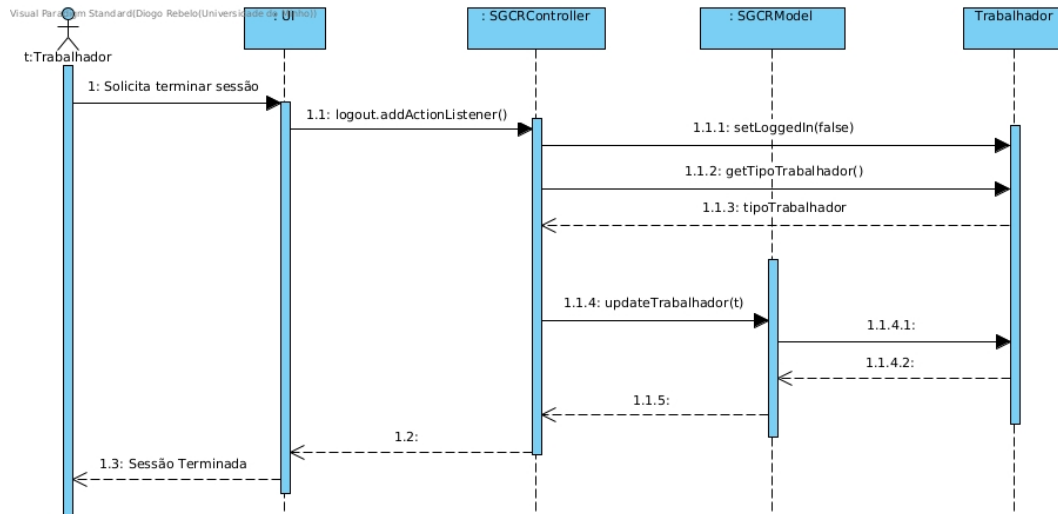 Visual Paradigm Standard(Diogo Rebelo(Universidade do Minho))
: UI
: SGCRController
: SGCRModel
Trabalhador
t:Trabalhador
1: Solicita terminar sessão
1.1: logout.addActionListener()
1.1.1: setLoggedIn(false)
1.1.2: getTipoTrabalhador()
1.1.3: tipoTrabalhador
1.1.4: updateTrabalhador(t)
1.1.4.1:
1.1.4.2:
1.1.5:
1.2:
1.3: Sessão Terminada